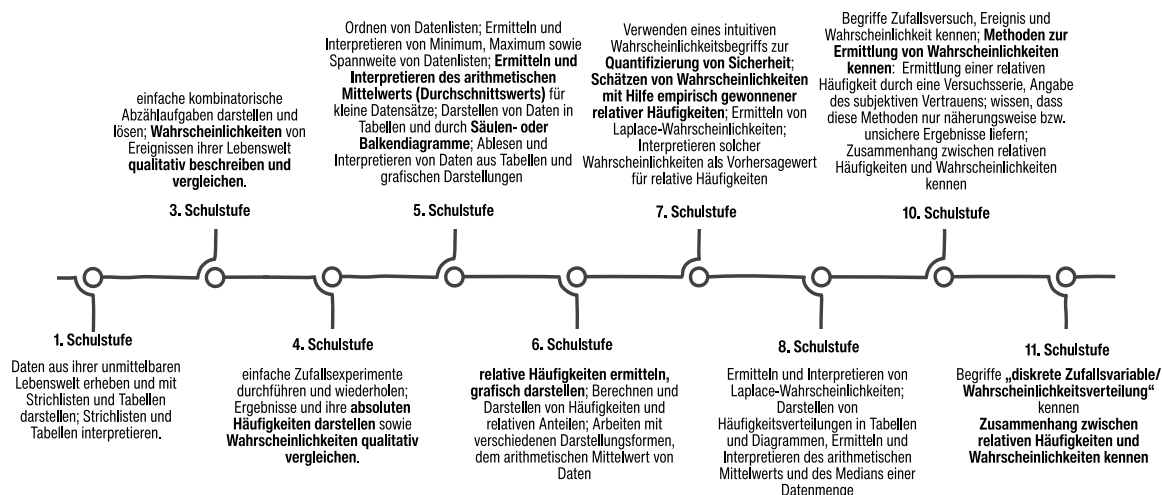 1. Schulstufe
Daten aus ihrer unmittelbaren
Lebenswelt erheben und mit
Strichlisten und Tabellen
darstellen; Strichlisten und
Tabellen interpretieren.
einfache kombinatorische
Abzählaufgaben darstellen und
lösen; Wahrscheinlichkeiten von
Ereignissen ihrer Lebenswelt
qualitativ beschreiben und
vergleichen.
3. Schulstufe
4. Schulstufe
einfache Zufallsexperimente
durchführen und wiederholen;
Ergebnisse und ihre absoluten
Häufigkeiten darstellen sowie
Wahrscheinlichkeiten qualitativ
vergleichen.
Ordnen von Datenlisten; Ermitteln und
Interpretieren von Minimum, Maximum sowie
Spannweite von Datenlisten; Ermitteln und
Interpretieren des arithmetischen
Mittelwerts (Durchschnittswerts) für
kleine Datensätze; Darstellen von Daten in
Tabellen und durch Säulen- oder
Balkendiagramme; Ablesen und
Interpretieren von Daten aus Tabellen und
grafischen Darstellungen
5. Schulstufe
6. Schulstufe
relative Häufigkeiten ermitteln,
grafisch darstellen; Berechnen und
Darstellen von Häufigkeiten und
relativen Anteilen; Arbeiten mit
verschiedenen Darstellungsformen,
dem arithmetischen Mittelwert von
Daten
Verwenden eines intuitiven
Wahrscheinlichkeitsbegriffs zur
Quantifizierung von Sicherheit;
Schätzen von Wahrscheinlichkeiten
mit Hilfe empirisch gewonnener
relativer Häufigkeiten; Ermitteln von
Laplace-Wahrscheinlichkeiten;
Interpretieren solcher
Wahrscheinlichkeiten als Vorhersagewert
für relative Häufigkeiten
7. Schulstufe
8. Schulstufe
Ermitteln und Interpretieren von
Laplace-Wahrscheinlichkeiten;
Darstellen von
Häufigkeitsverteilungen in Tabellen
und Diagrammen, Ermitteln und
Interpretieren des arithmetischen
Mittelwerts und des Medians einer
Datenmenge
Begriffe Zufallsversuch, Ereignis und
Wahrscheinlichkeit kennen; Methoden zur
Ermittlung von Wahrscheinlichkeiten
kennen: Ermittlung einer relativen
Häufigkeit durch eine Versuchsserie, Angabe
des subjektiven Vertrauens; wissen, dass
diese Methoden nur näherungsweise bzw.
unsichere Ergebnisse liefern;
Zusammenhang zwischen relativen
Häufigkeiten und Wahrscheinlichkeiten
kennen
10. Schulstufe
11. Schulstufe
Begriffe „diskrete Zufallsvariable/
Wahrscheinlichkeitsverteilung“
kennen
Zusammenhang zwischen
relativen Häufigkeiten und
Wahrscheinlichkeiten kennen